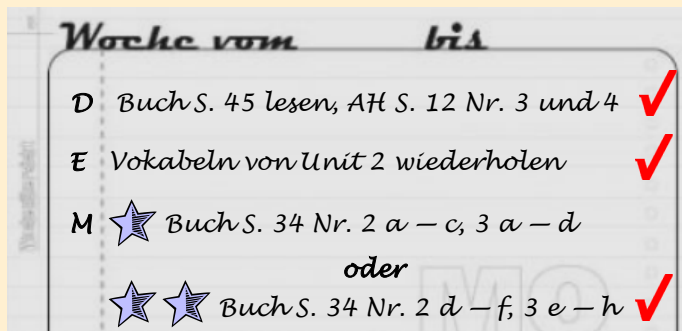 Woche vom bis
D Buch S. 45 lesen, AH S. 12 Nr. 3 und 4
E Vokabeln von Unit 2 wiederholen
M Buch S. 34 Nr. 2 a – c, 3 a – d
oder
Buch S. 34 Nr. 2 d – f, 3 e – h
MO